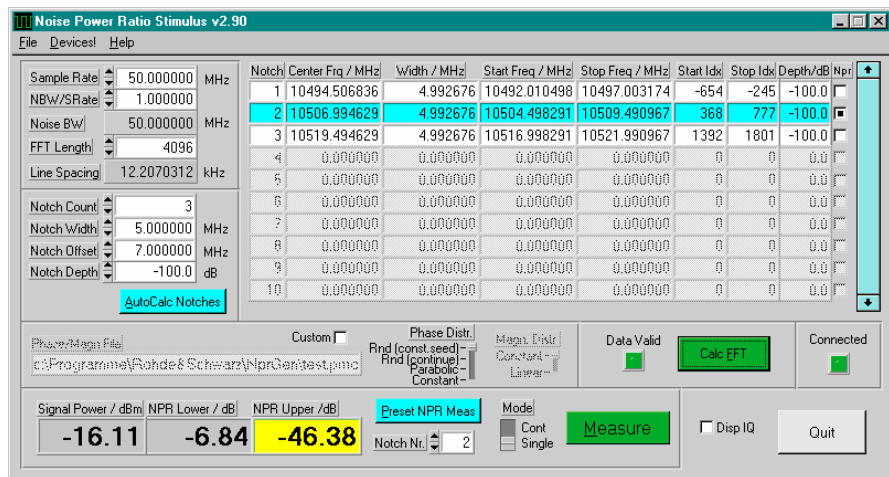 Noise Power Ratio Stimulus v2.90
File Devices! Help
Sample Rate 50.000000 MHz
NBW/SRate 1.000000
Noise BW 50.000000 MHz
FFT Length 4096
Line Spacing 12.2070312 kHz
Notch Count 3
Notch Width 5.000000 MHz
Notch Offset 7.000000 MHz
Notch Depth -100.0 dB
AutoCalc Notches
Notch Center Frq / MHz Width / MHz Start Freq / MHz Stop Freq / MHz Start Idx Stop Idx Depth/dB Npr
1 10494.506836 4.992676 10492.010498 10497.003174 -654 -245 -100.0
2 10506.994629 4.992676 10504.498291 10509.490967 368 777 -100.0
3 10519.494629 4.992676 10516.998291 10521.990967 1392 1801 -100.0
4 0.000000 0.000000 0.000000 0.000000 0 0 0.0
5 0.000000 0.000000 0.000000 0.000000 0 0 0.0
6 0.000000 0.000000 0.000000 0.000000 0 0 0.0
7 0.000000 0.000000 0.000000 0.000000 0 0 0.0
8 0.000000 0.000000 0.000000 0.000000 0 0 0.0
9 0.000000 0.000000 0.000000 0.000000 0 0 0.0
10 0.000000 0.000000 0.000000 0.000000 0 0 0.0
Phase/Magn File
Custom
c:\Programme\Rohde&Schwarz\NprGen\test.pmc
Phase Distr.
Rnd (const.seed)
Rnd (continue)
Parabolic
Constant
Magn. Distr.
Constant
Linear
Data Valid
Calc FFT
Connected
Signal Power / dBm NPR Lower / dB NPR Upper /dB
-16.11 -6.84 -46.38
Preset NPR Meas
Notch Nr. 2
Mode
Cont
Single
Measure
Disp IQ
Quit